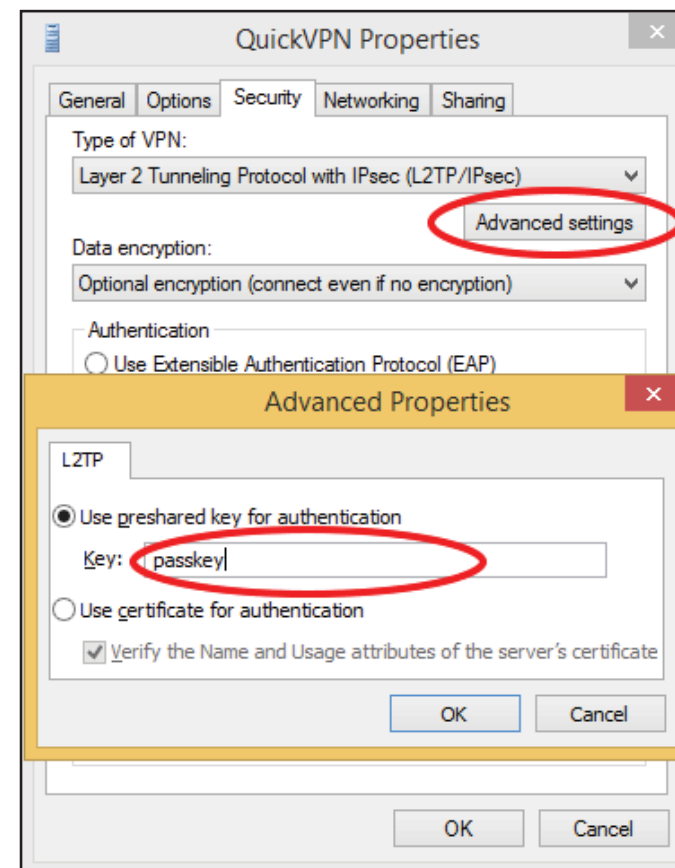 QuickVPN Properties
General Options Security Networking Sharing
Type of VPN:
Layer 2 Tunneling Protocol with IPsec (L2TP/IPsec)
Advanced settings
Data encryption:
Optional encryption (connect even if no encryption)
Authentication
Use Extensible Authentication Protocol (EAP)
Advanced Properties
L2TP
Use preshared key for authentication
Key: passkey
Use certificate for authentication
Verify the Name and Usage attributes of the server's certificate
OK Cancel
OK Cancel